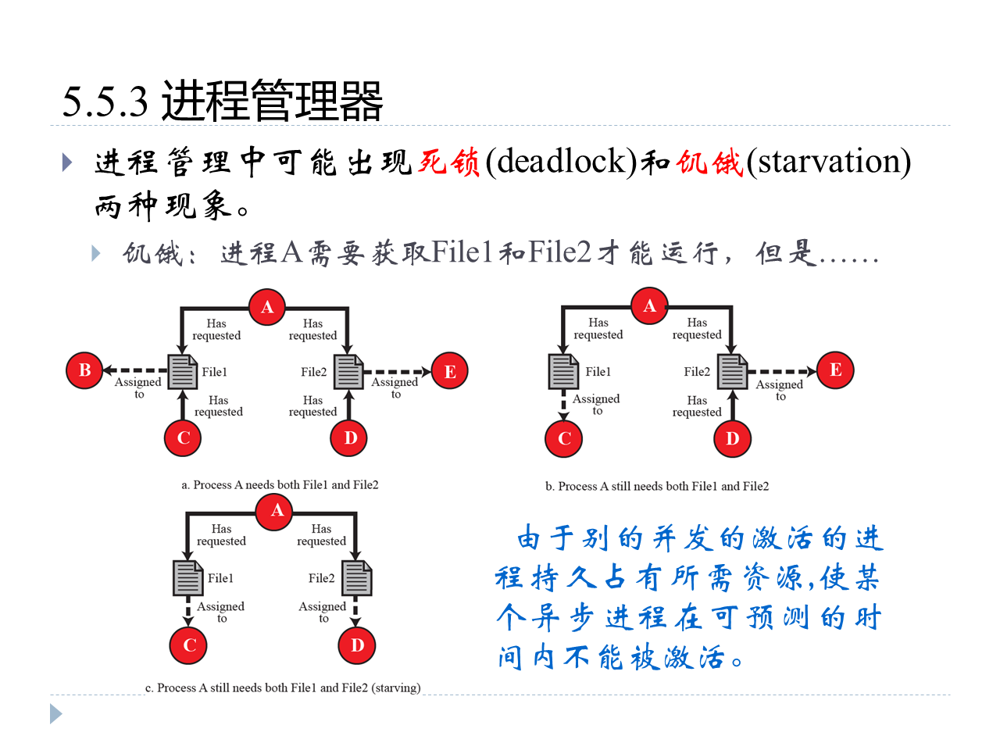 5.5.3 进程管理器
进程管理中可能出现死锁(deadlock)和饥饿(starvation)
两种现象。
饥饿：进程A需要获取File1和File2才能运行，但是……
A
Has
requested
Has
requested
B
File1
File2
E
Assigned
to
Assigned
to
Has
requested
Has
requested
C
D
a. Process A needs both File1 and File2
A
Has
requested
Has
requested
File1
File2
E
Assigned
to
Assigned
to
Has
requested
C
D
b. Process A still needs both File1 and File2
A
Has
requested
Has
requested
File1
File2
Assigned
to
Assigned
to
C
D
c. Process A still needs both File1 and File2 (starving)
由于别的并发的激活的进
程持久占有所需资源,使某
个异步进程在可预测的时
间内不能被激活。